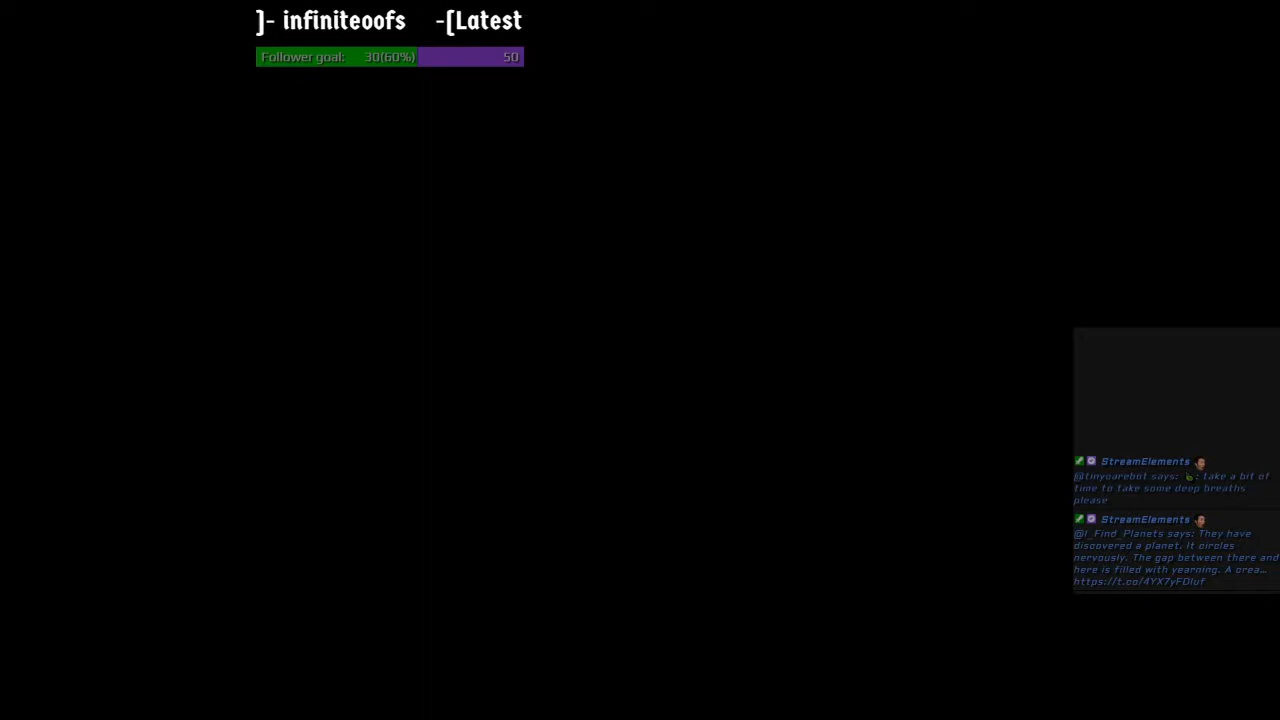 ]- infiniteoofs -[Latest
Follower goal: 30(60%) 50
StreamElements
@tinycarebot says: : take a bit of
time to take some deep breaths
please
StreamElements
@I_Find_Planets says: They have
discovered a planet. It circles
nervously. The gap between there and
here is filled with yearning. A crea…
https://t.co/4YX7yFDluf